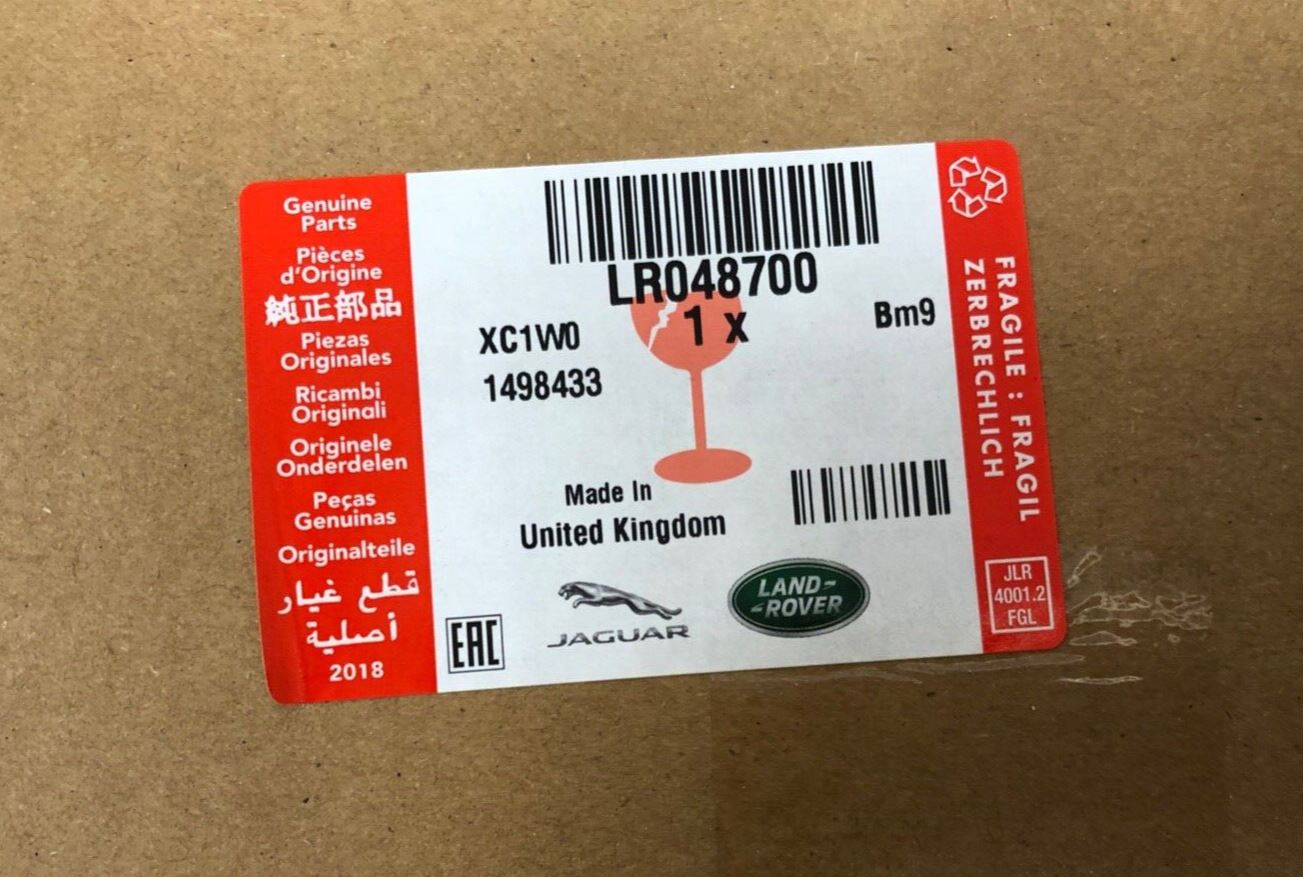 Genuine
Parts
Pièces
d'Origine
純正部品
Piezas
Originales
Ricambi
Originali
Originele
Onderdelen
Peças
Genuinas
Originalteile
قطع غيار
أصلية
2018
LR048700
1 x
XC1W0
Bm9
1498433
Made In
United Kingdom
EAC
JAGUAR
LAND-
-ROVER
FRAGILE : FRAGIL
ZERBRECHLICH
JLR
4001.2
FGL